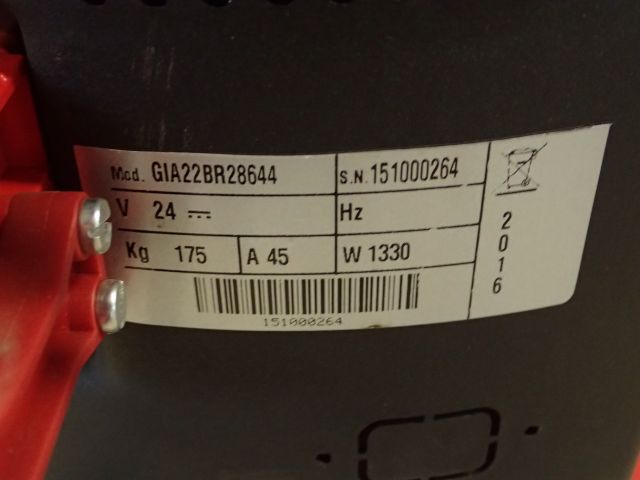 Mod. GIA22BR28644 S.N. 151000264
V 24 ⎓ Hz
Kg 175 A 45 W 1330
151000264
2016